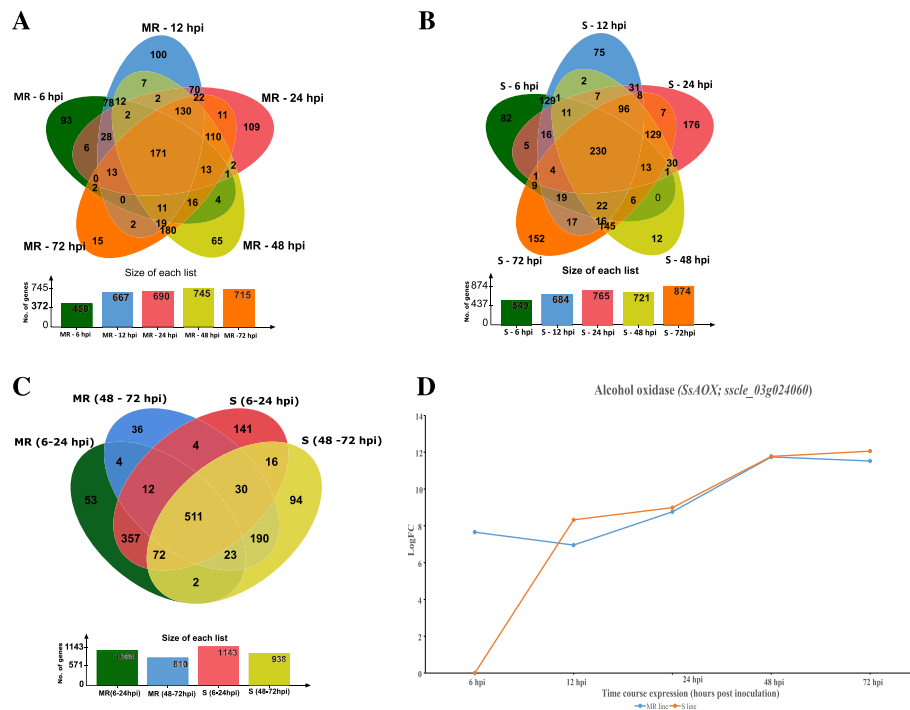 A
MR - 12 hpi
100
MR - 6 hpi
MR - 24 hpi
93
7
70
22
78
12
2
130
11
109
2
28
110
6
171
13
13
2
1
0
2
0
11
16
4
2
19
180
15
65
MR - 72 hpi
MR - 48 hpi
Size of each list
No. of genes
745
372
0
667
690
745
715
MR - 6 hpi
MR - 12 hpi
MR - 24 hpi
MR - 48 hpi
MR -72 hpi
B
S - 12 hpi
75
S - 6 hpi
S - 24 hpi
82
2
31
8
129
1
7
96
7
176
11
16
129
5
230
30
1
4
13
1
9
19
22
6
0
17
16
145
152
12
S - 72 hpi
S - 48 hpi
Size of each list
No. of genes
874
437
0
549
684
765
721
874
S - 6 hpi
S - 12 hpi
S - 24 hpi
S - 48 hpi
S - 72hpi
C
MR (48 - 72 hpi)
S (6-24 hpi)
MR (6-24 hpi)
S (48 -72 hpi)
36
141
4
4
16
53
12
30
94
511
357
190
72
23
2
Size of each list
No. of genes
1143
571
0
810
1143
938
MR(6-24hpi)
MR (48-72hpi)
S (6-24hpi)
S (48-72hpi)
D
Alcohol oxidase (SsAOX; sscle_03g024060)
LogFC
14
12
10
8
6
4
2
0
6 hpi
12 hpi
24 hpi
48 hpi
72 hpi
Time course expression (hours post inoculation)
MR line
S line